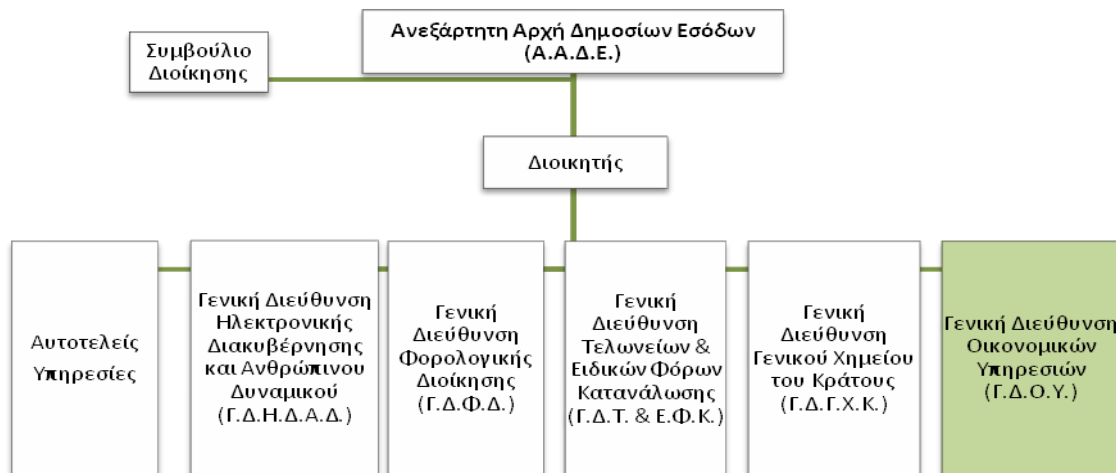 Ανεξάρτητη Αρχή Δημοσίων Εσόδων
(Α.Α.Δ.Ε.)
Συμβούλιο
Διοίκησης
Διοικητής
Αυτοτελείς
Υπηρεσίες
Γενική Διεύθυνση
Ηλεκτρονικής
Διακυβέρνησης
και Ανθρώπινου
Δυναμικού
(Γ.Δ.Η.Δ.Α.Δ.)
Γενική
Διεύθυνση
Φορολογικής
Διοίκησης
(Γ.Δ.Φ.Δ.)
Γενική
Διεύθυνση
Τελωνείων &
Ειδικών Φόρων
Κατανάλωσης
(Γ.Δ.Τ. & Ε.Φ.Κ.)
Γενική
Διεύθυνση
Γενικού Χημείου
του Κράτους
(Γ.Δ.Γ.Χ.Κ.)
Γενική Διεύθυνση
Οικονομικών
Υπηρεσιών
(Γ.Δ.Ο.Υ.)